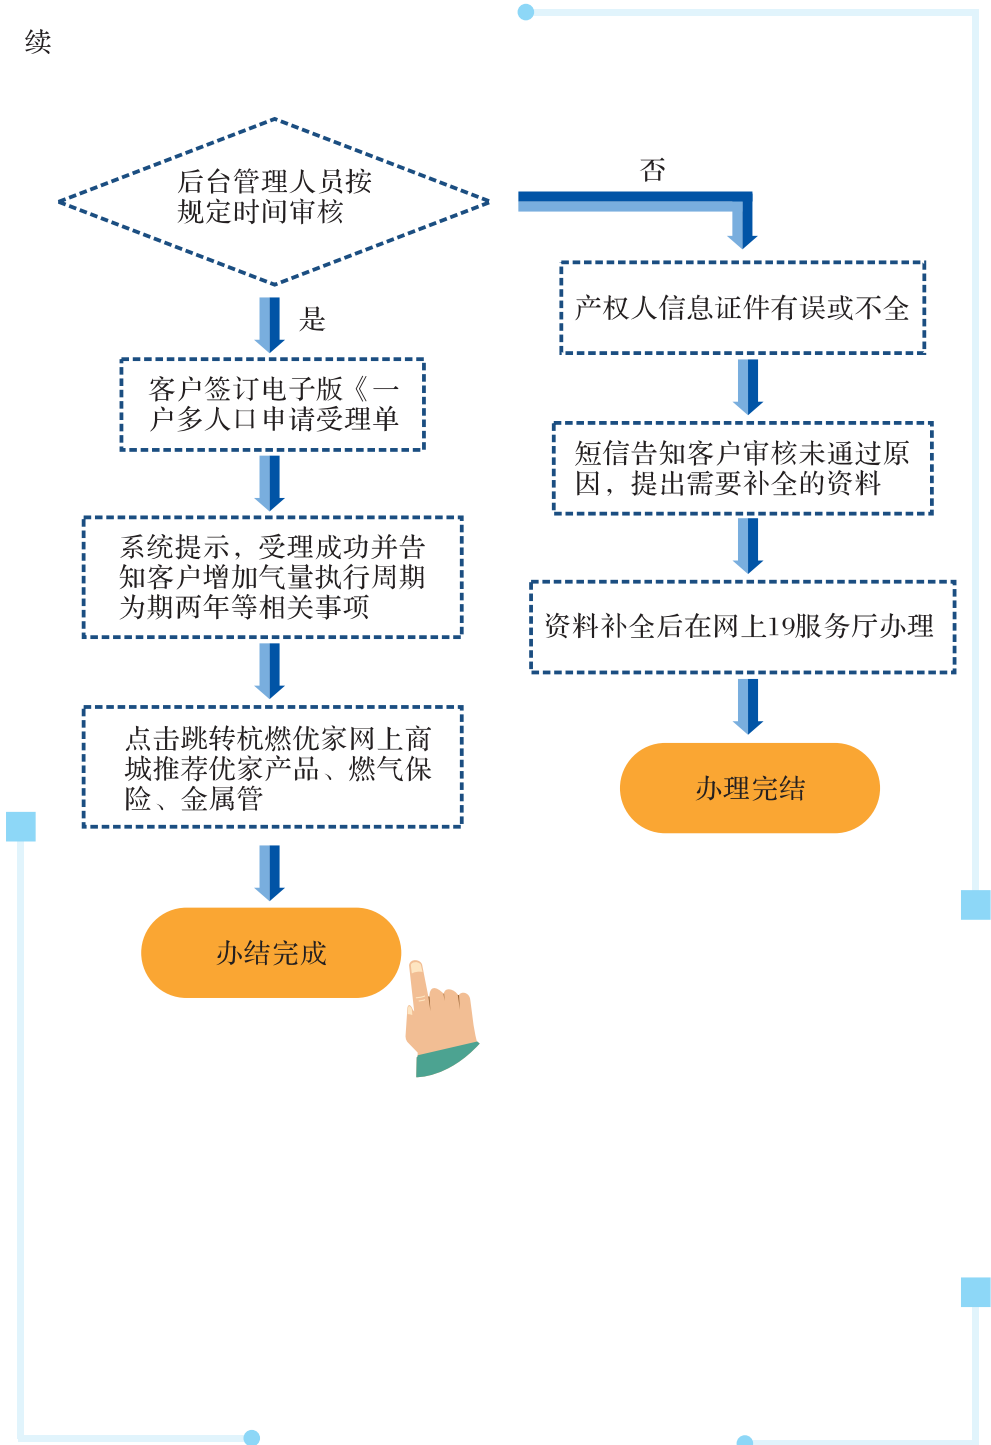 续
后台管理人员按
规定时间审核
是
客户签订电子版《一
户多人口申请受理单
系统提示，受理成功并告
知客户增加气量执行周期
为期两年等相关事项
点击跳转杭燃优家网上商
城推荐优家产品、燃气保
险、金属管
办结完成
否
产权人信息证件有误或不全
短信告知客户审核未通过原
因，提出需要补全的资料
资料补全后在网上19服务厅办理
办理完结